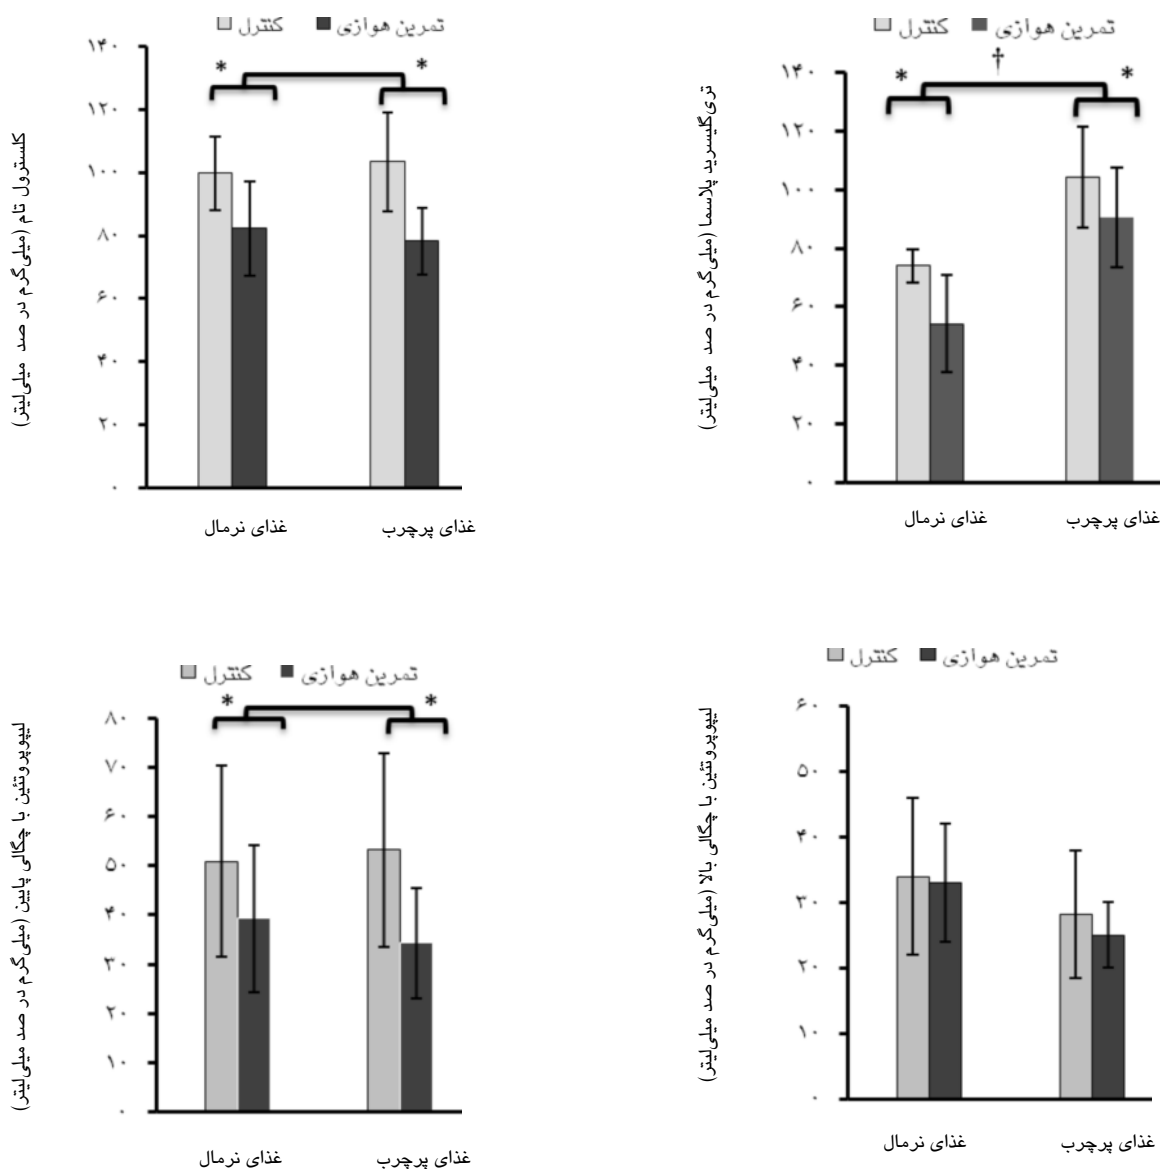 کنترل تمرین هوازی
کلسترول تام (میلی‌گرم در صد میلی‌لیتر)
۱۴۰
۱۲۰
۱۰۰
۸۰
۶۰
۴۰
۲۰
۰
* *
غذای نرمال غذای پرچرب
کنترل تمرین هوازی
تری‌گلیسرید پلاسما (میلی‌گرم در صد میلی‌لیتر)
۱۴۰
۱۲۰
۱۰۰
۸۰
۶۰
۴۰
۲۰
۰
* † *
غذای نرمال غذای پرچرب
کنترل تمرین هوازی
لیپوپروتئین با چگالی پایین (میلی‌گرم در صد میلی‌لیتر)
۸۰
۷۰
۶۰
۵۰
۴۰
۳۰
۲۰
۱۰
۰
* *
غذای نرمال غذای پرچرب
کنترل تمرین هوازی
لیپوپروتئین با چگالی بالا (میلی‌گرم در صد میلی‌لیتر)
۶۰
۵۰
۴۰
۳۰
۲۰
۱۰
۰
غذای نرمال غذای پرچرب